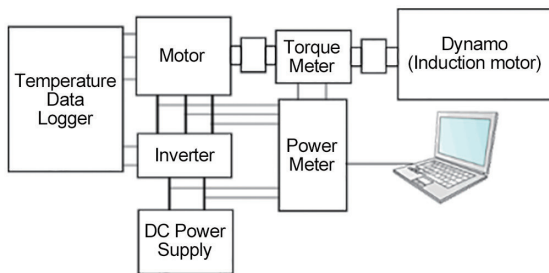 Temperature
Data
Logger
Motor
Torque
Meter
Dynamo
(Induction motor)
Inverter
Power
Meter
DC Power
Supply